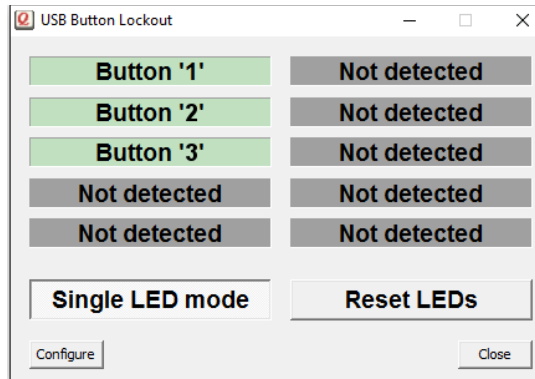 USB Button Lockout
Button '1' Not detected
Button '2' Not detected
Button '3' Not detected
Not detected Not detected
Not detected Not detected
Single LED mode Reset LEDs
Configure Close